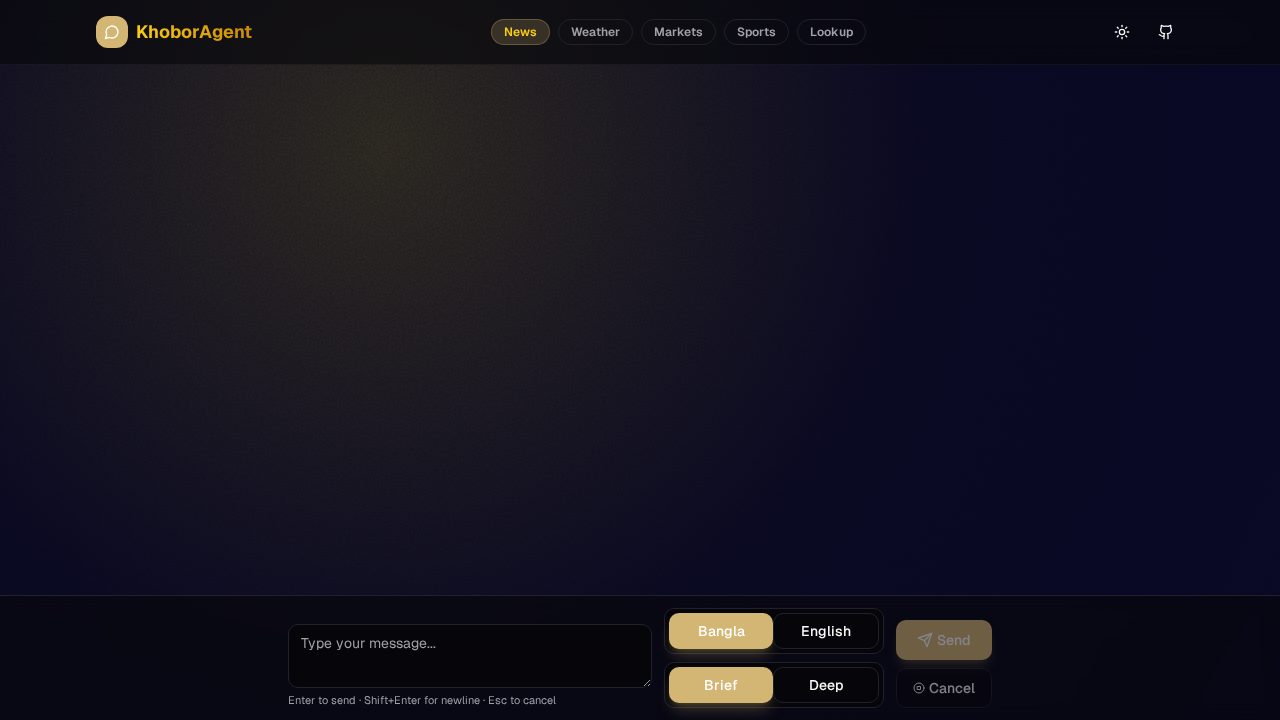 KhoborAgent
News Weather Markets Sports Lookup
Type your message...
Enter to send · Shift+Enter for newline · Esc to cancel
Bangla English
Brief Deep
Send
Cancel